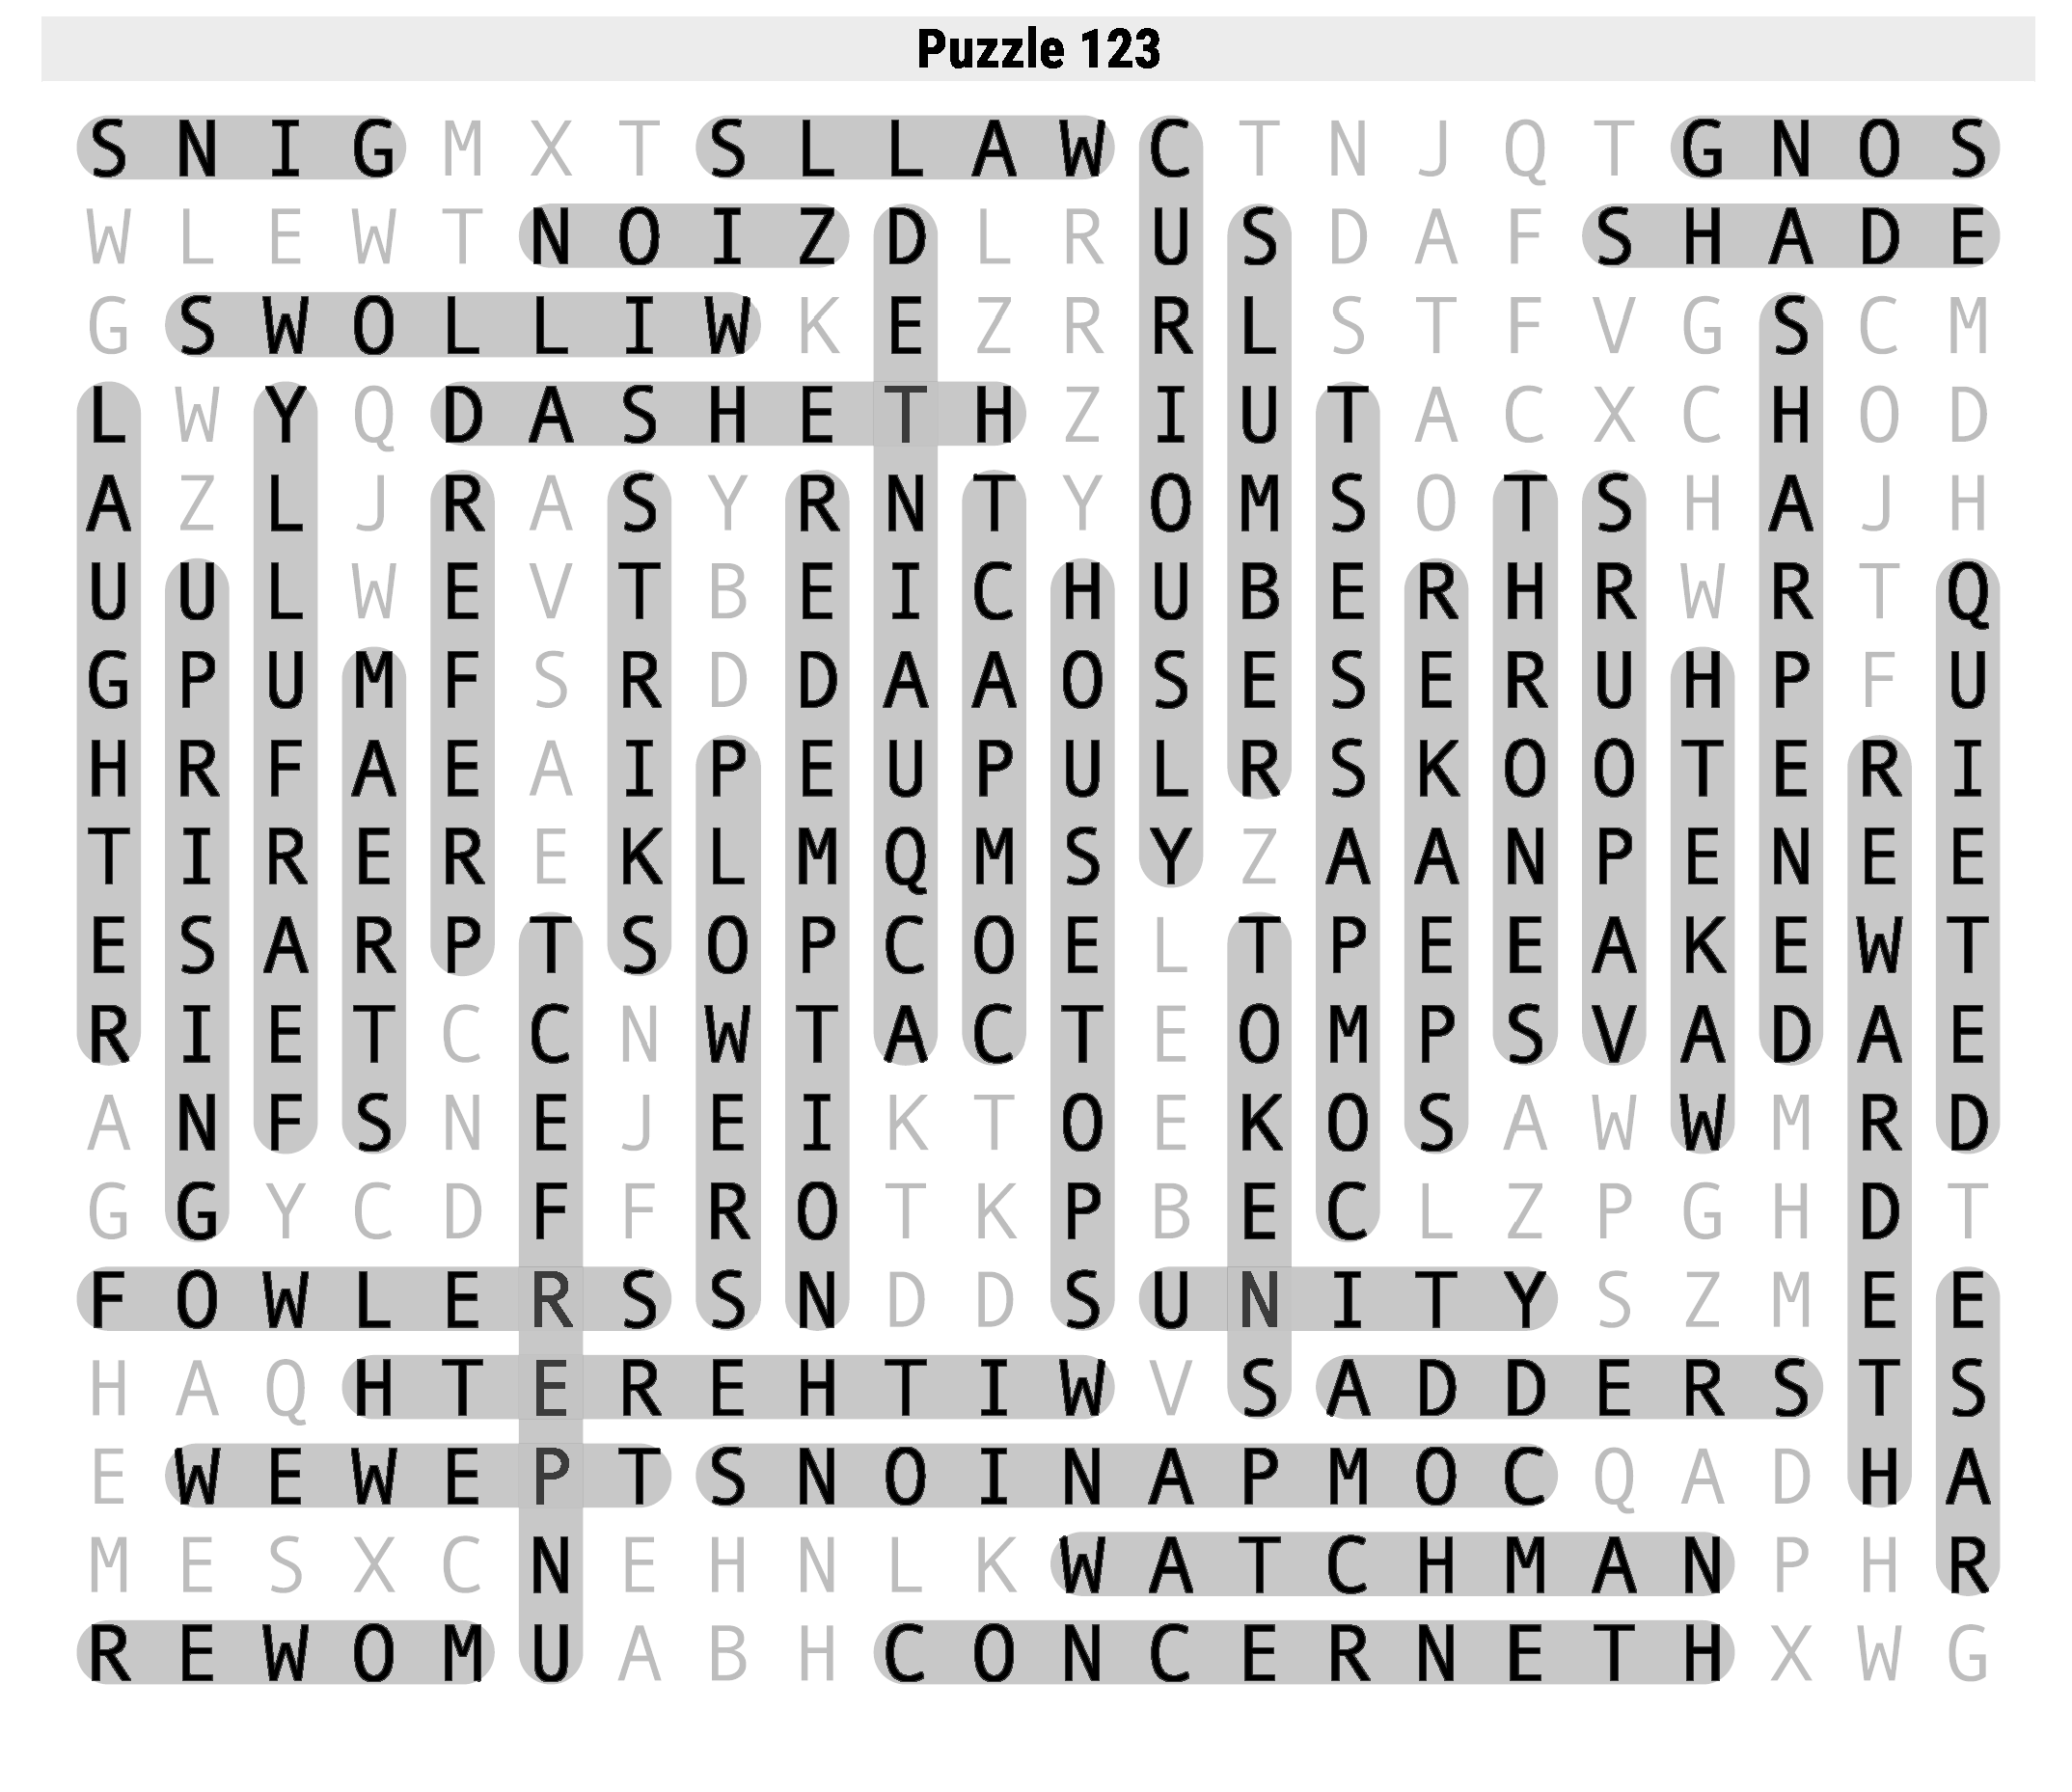 Puzzle 123
S N I G M X T S L L A W C T N J Q T G N O S
W L E W T N O I Z D L R U S D A F S H A D E
G S W O L L I W K E Z R R L S T F V G S C M
L W Y Q D A S H E T H Z I U T A C X C H O D
A Z L J R A S Y R N T Y O M S O T S H A J H
U U L W E V T B E I C H U B E R H R W R T Q
G P U M F S R D D A A O S E S E R U H P F U
H R F A E A I P E U P U L R S K O O T E R I
T I R E R E K L M Q M S Y Z A A N P E N E E
E S A R P T S O P C O E L T P E E A K E W T
R I E T C C N W T A C T E O M P S V A D A E
A N F S N E J E I K T O E K O S A W W M R D
G G Y C D F F R O T K P B E C L Z P G H D T
F O W L E R S S N D D S U N I T Y S Z M E E
H A Q H T E R E H T I W V S A D D E R S T S
E W E W E P T S N O I N A P M O C Q A D H A
M E S X C N E H N L K W A T C H M A N P H R
R E W O M U A B H C O N C E R N E T H X W G